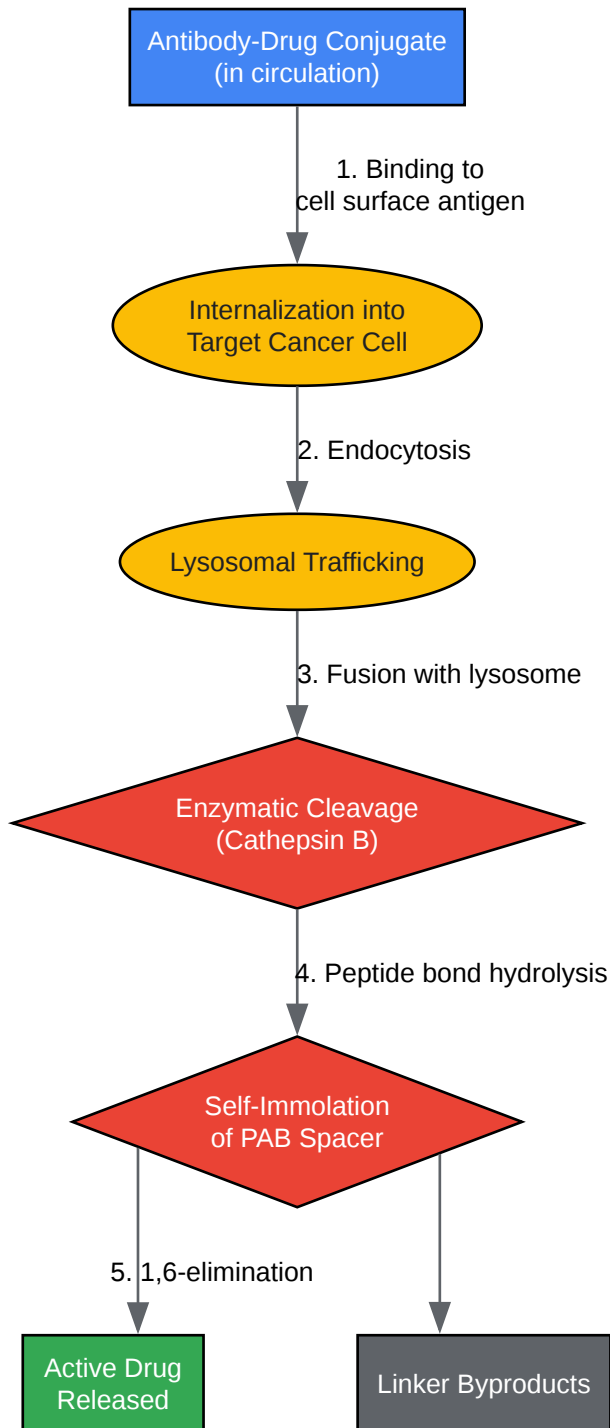 Antibody-Drug Conjugate
(in circulation)
1. Binding to
cell surface antigen
Internalization into
Target Cancer Cell
2. Endocytosis
Lysosomal Trafficking
3. Fusion with lysosome
Enzymatic Cleavage
(Cathepsin B)
4. Peptide bond hydrolysis
Self-Immolation
of PAB Spacer
5. 1,6-elimination
Active Drug
Released
Linker Byproducts